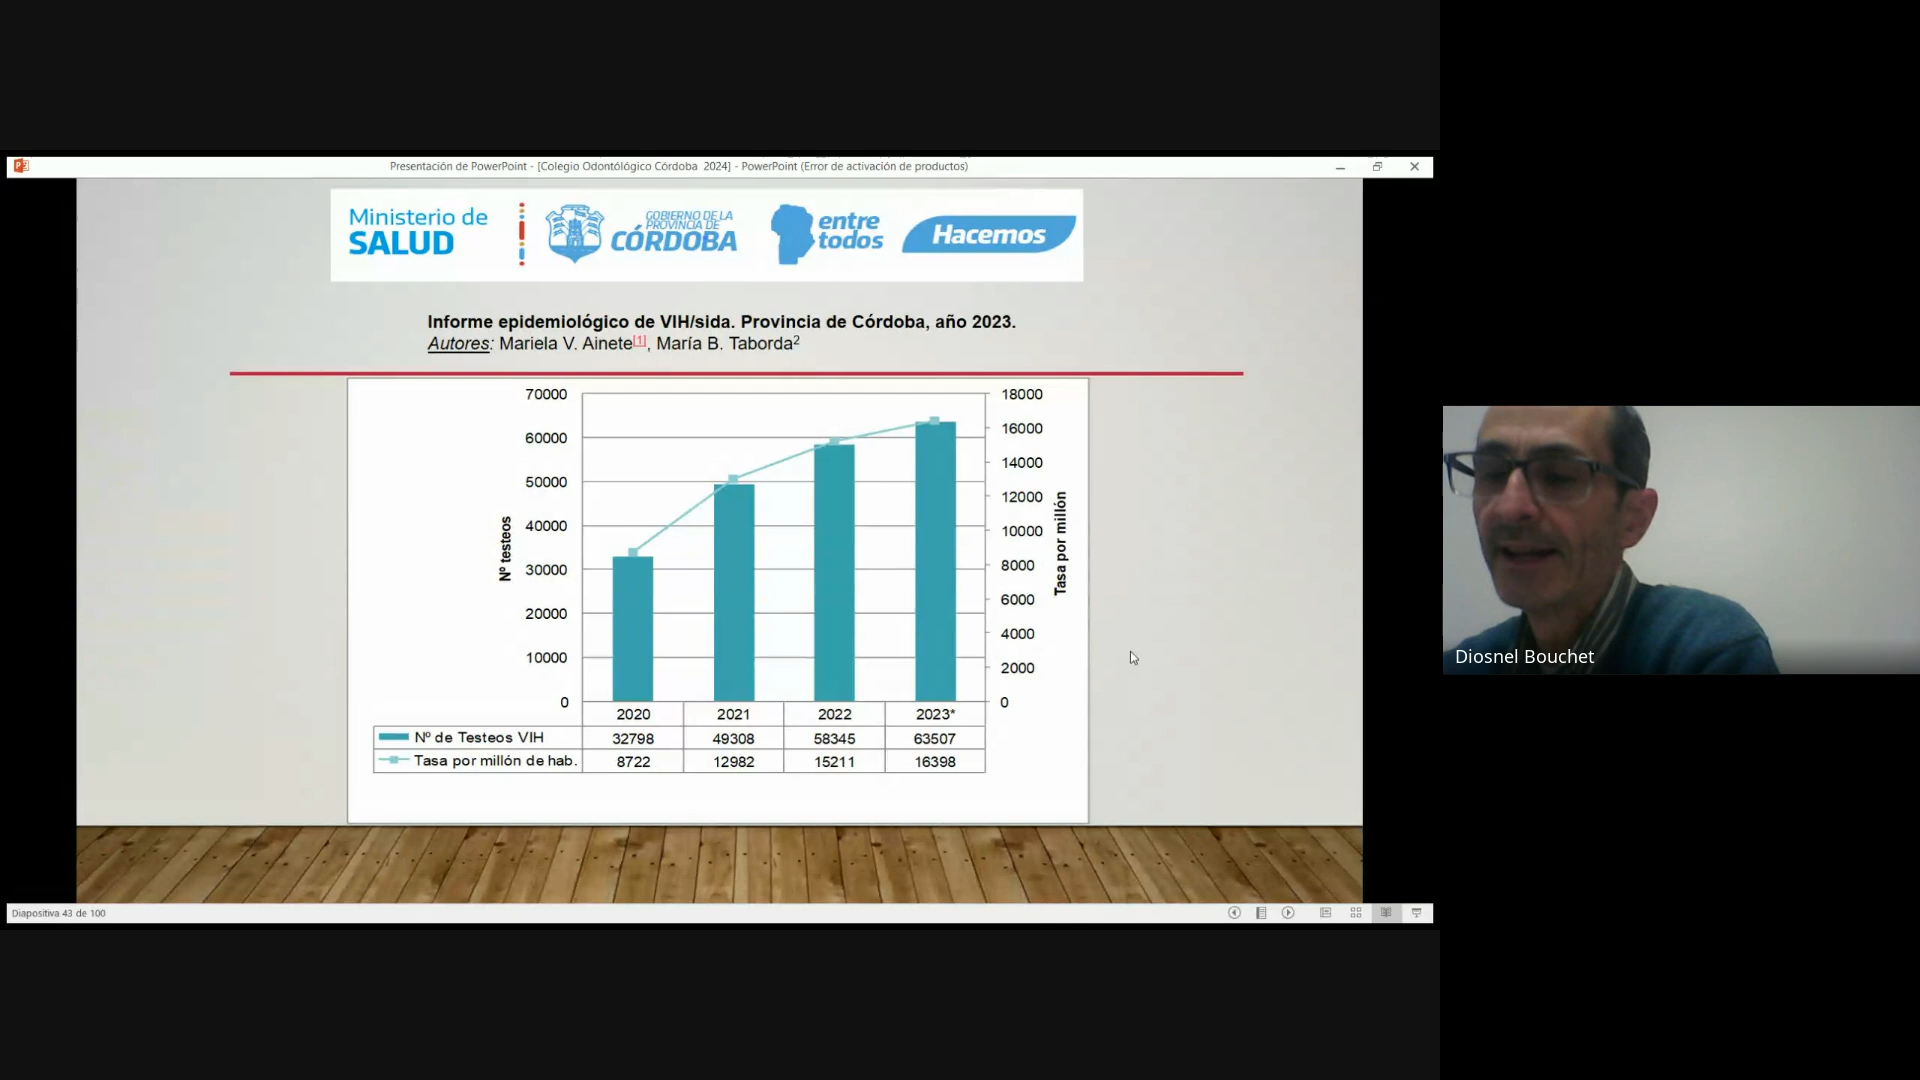 Presentación de PowerPoint - [Colegio Odontólógico Córdoba 2024] - PowerPoint (Error de activación de productos)
Ministerio de
SALUD
GOBIERNO DE LA
PROVINCIA DE
CÓRDOBA
entre
todos
Hacemos
Informe epidemiológico de VIH/sida. Provincia de Córdoba, año 2023.
Autores: Mariela V. Ainete[1], María B. Taborda2
70000
60000
50000
40000
30000
20000
10000
0
Nº testeos
18000
16000
14000
12000
10000
8000
6000
4000
2000
0
Tasa por millón
2020 2021 2022 2023*
Nº de Testeos VIH 32798 49308 58345 63507
Tasa por millón de hab. 8722 12982 15211 16398
Diosnel Bouchet
Diapositiva 43 de 100